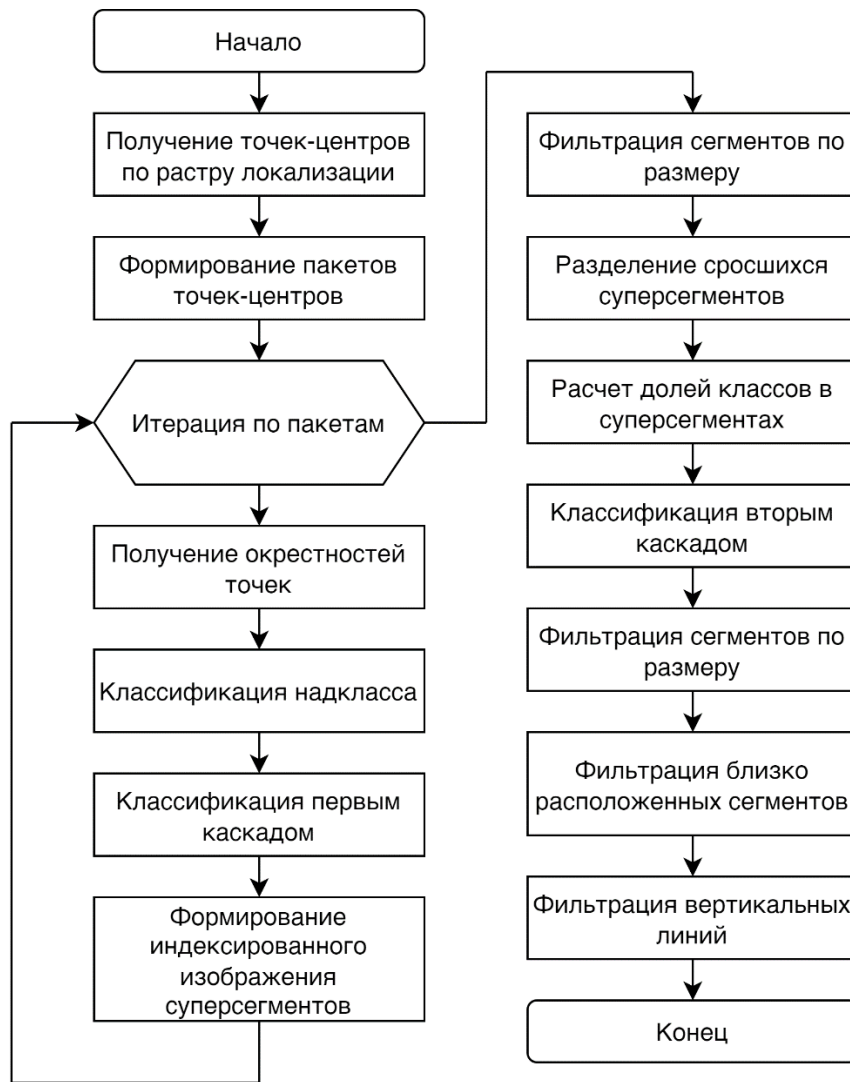 Начало
Получение точек-центров
по растру локализации
Формирование пакетов
точек-центров
Итерация по пакетам
Получение окрестностей
точек
Классификация надкласса
Классификация первым
каскадом
Формирование
индексированного
изображения
суперсегментов
Фильтрация сегментов по
размеру
Разделение сросшихся
суперсегментов
Расчет долей классов в
суперсегментах
Классификация вторым
каскадом
Фильтрация сегментов по
размеру
Фильтрация близко
расположенных сегментов
Фильтрация вертикальных
линий
Конец